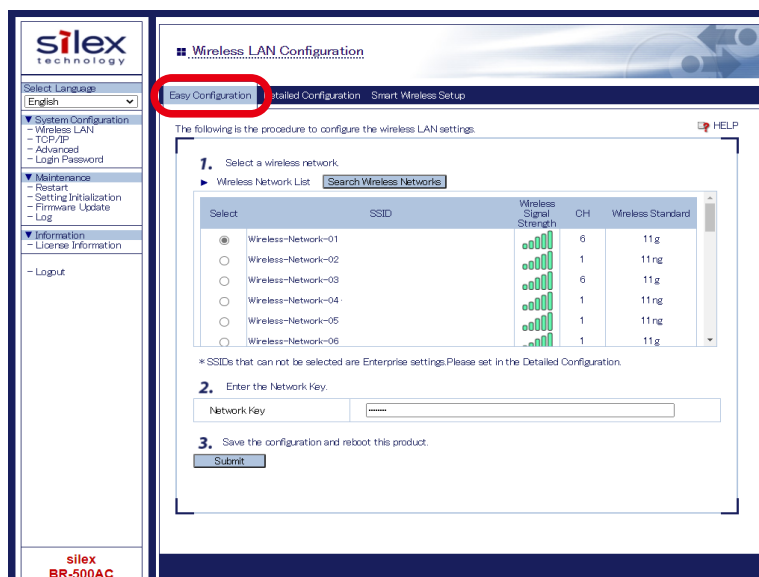 silex
technology
Select Language
English
▼ System Configuration
- Wireless LAN
- TCP/IP
- Advanced
- Login Password
▼ Maintenance
- Restart
- Setting Initialization
- Firmware Update
- Log
▼ Information
- License Information
- Logout
silex
BR-500AC
Wireless LAN Configuration
Easy Configuration Detailed Configuration Smart Wireless Setup
The following is the procedure to configure the wireless LAN settings. HELP
1. Select a wireless network.
► Wireless Network List Search Wireless Networks
Select SSID Wireless Signal Strength CH Wireless Standard
Wireless-Network-01 6 11g
Wireless-Network-02 1 11ng
Wireless-Network-03 6 11g
Wireless-Network-04 1 11ng
Wireless-Network-05 1 11ng
Wireless-Network-06 1 11g
* SSIDs that can not be selected are Enterprise settings.Please set in the Detailed Configuration.
2. Enter the Network Key.
Network Key ········
3. Save the configuration and reboot this product.
Submit